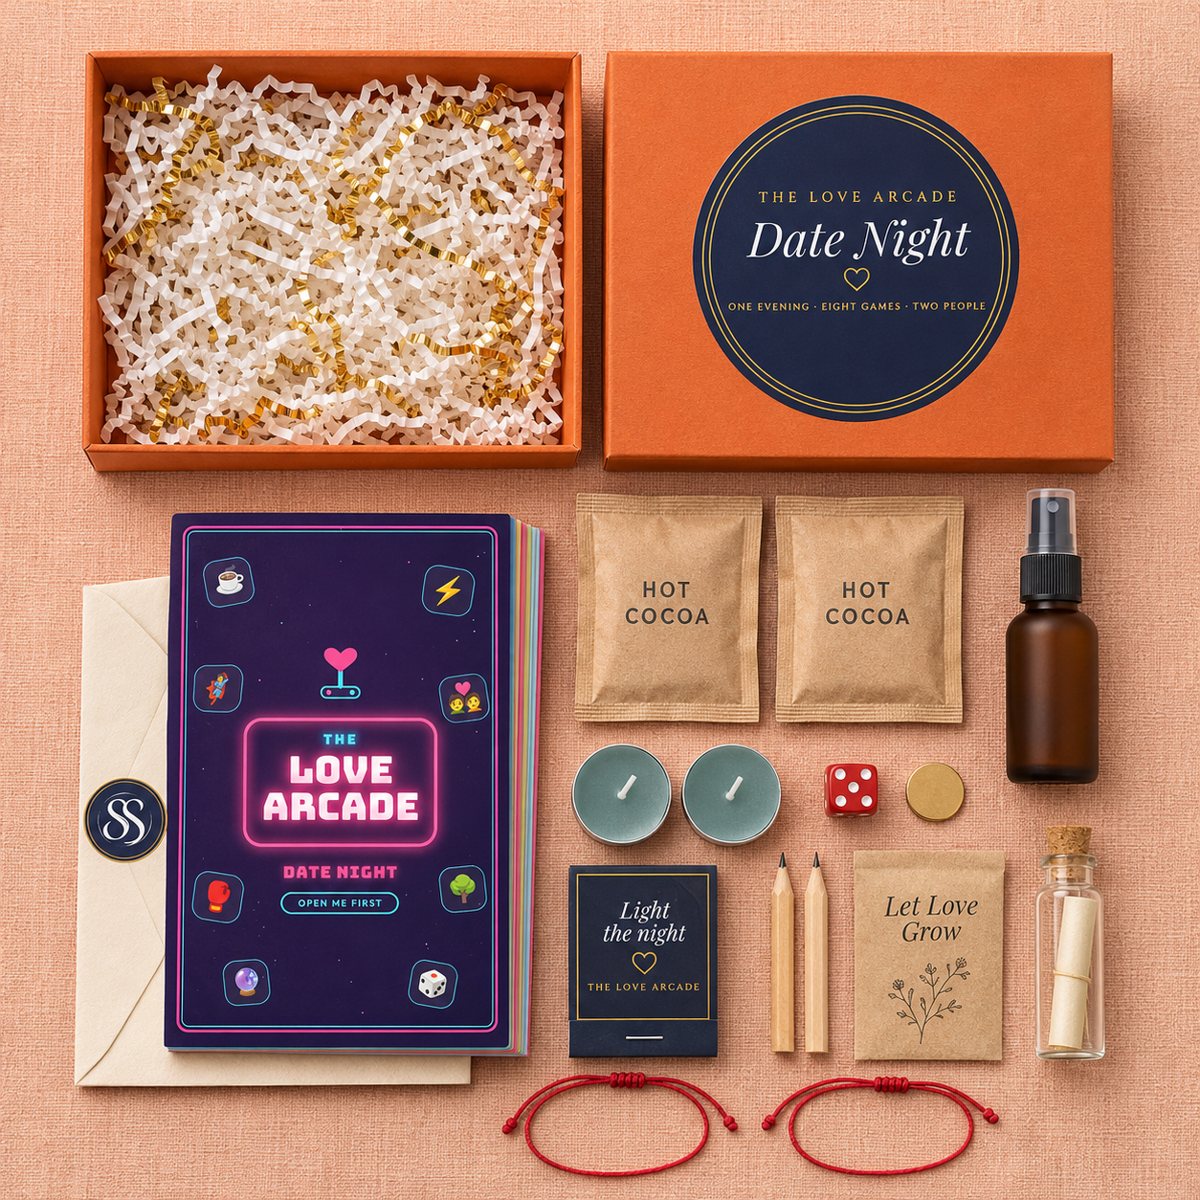 THE LOVE ARCADE
Date Night
ONE EVENING · EIGHT GAMES · TWO PEOPLE
HOT
COCOA
HOT
COCOA
THE
LOVE
ARCADE
DATE NIGHT
OPEN ME FIRST
SS
Light
the night
THE LOVE ARCADE
Let Love
Grow